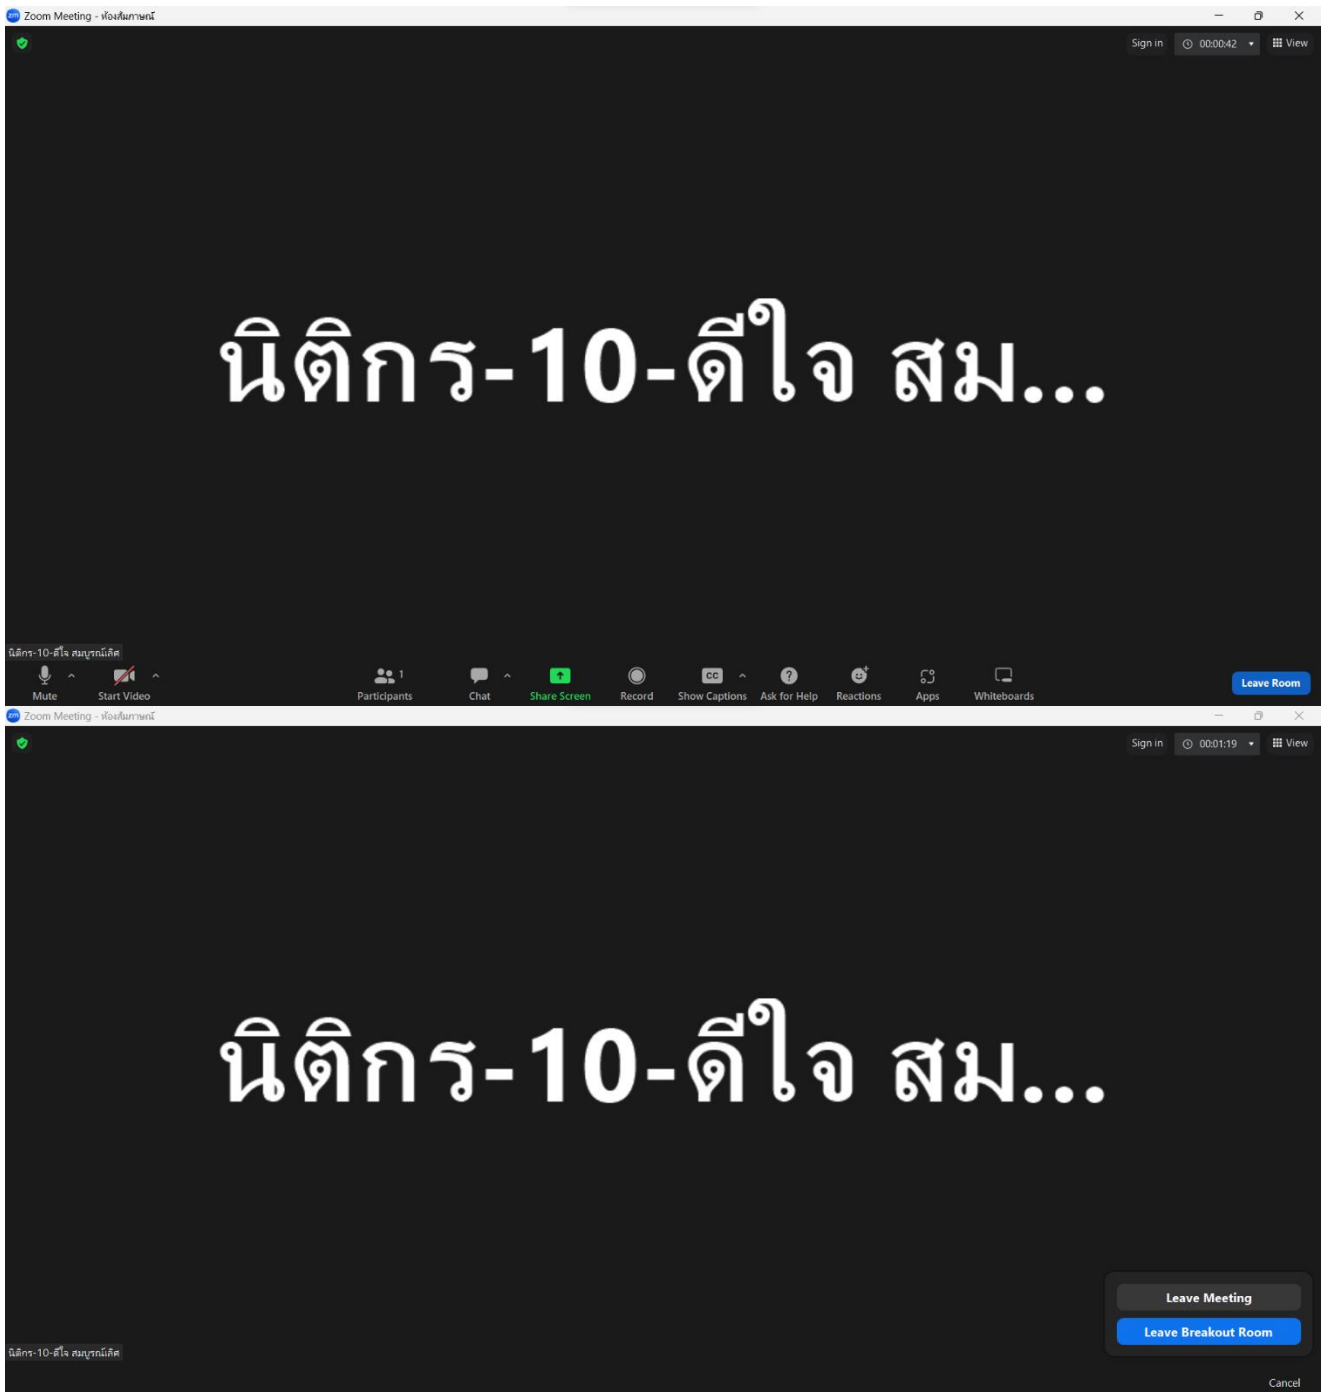 Zoom Meeting - ห้องสัมภาษณ์
Sign in 00:00:42 View
นิติกร-10-ดีใจ สม...
นิติกร-10-ดีใจ สมบูรณ์เลิศ
Mute Start Video Participants 1 Chat Share Screen Record CC Show Captions Ask for Help Reactions Apps Whiteboards Leave Room
Zoom Meeting - ห้องสัมภาษณ์
Sign in 00:01:19 View
นิติกร-10-ดีใจ สม...
Leave Meeting
Leave Breakout Room
นิติกร-10-ดีใจ สมบูรณ์เลิศ
Cancel